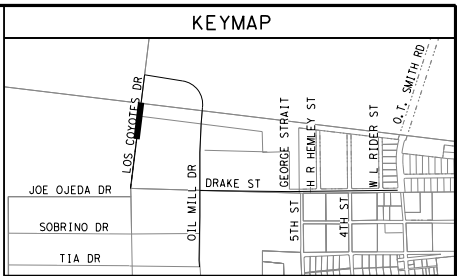 KEYMAP
LOS COYOTES DR
OIL MILL DR
GEORGE STRAIT
H R HEMLEY ST
W L RIDER ST
O. T. SMITH RD
JOE OJEDA DR
DRAKE ST
SOBRINO DR
5TH ST
4TH ST
TIA DR